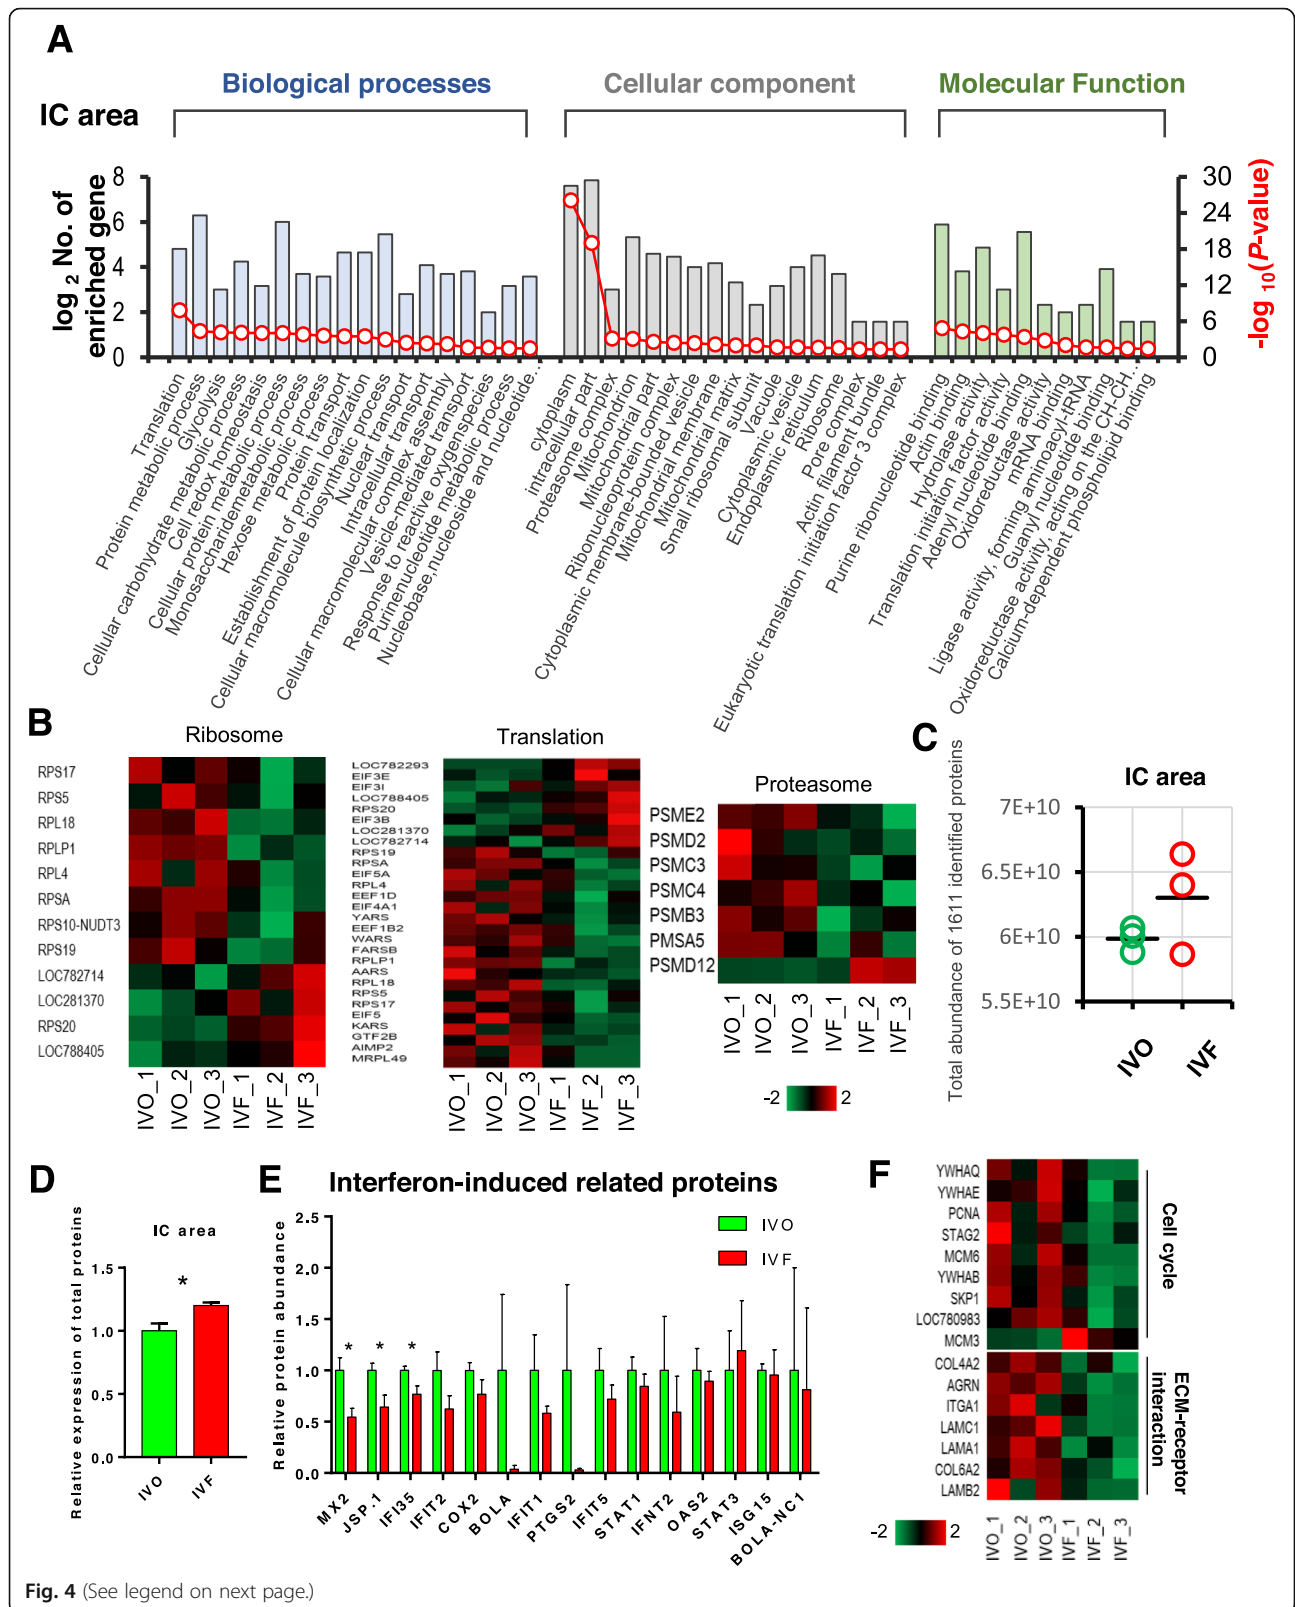 A
Biological processes
Cellular component
Molecular Function
IC area
log 2 No. of
enriched gene
8
6
4
2
0
30
24
18
12
6
0
-log 10(P-value)
Translation
Protein metabolic process
Glycolysis
Cellular carbohydrate metabolic process
Cell redox homeostasis
Cellular protein metabolic process
Monosaccharide metabolic process
Hexose metabolic process
Protein transport
Establishment of protein localization
Cellular macromolecule biosynthetic process
Nuclear transport
Intracellular transport
Cellular macromolecular complex assembly
Vesicle-mediated transport
Response to reactive oxygenspecies
Purinenucleotide metabolic process
Nucleobase,nucleoside and nucleotide...
cytoplasm
intracellular part
Proteasome complex
Mitochondrion
Mitochondrial part
Ribonucleoprotein complex
Cytoplasmic membrane-bounded vesicle
Mitochondrial membrane
Mitochondrial matrix
Small ribosomal subunit
Vacuole
Cytoplasmic vesicle
Endoplasmic reticulum
Ribosome
Pore complex
Actin filament bundle
Eukaryotic translation initiation factor 3 complex
Purine ribonucleotide binding
Actin binding
Hydrolase activity
Translation initiation factor activity
Adenyl nucleotide binding
Oxidoreductase activity
mRNA binding
Ligase activity, forming aminoacyl-tRNA
Guanyl nucleotide binding
Oxidoreductase activity, acting on the CH-CH...
Calcium-dependent phospholipid binding
B
Ribosome
RPS17
RPS5
RPL18
RPLP1
RPL4
RPSA
RPS10-NUDT3
RPS19
LOC782714
LOC281370
RPS20
LOC788405
IVO_1
IVO_2
IVO_3
IVF_1
IVF_2
IVF_3
Translation
LOC782293
EIF3E
EIF3I
LOC788405
RPS20
EIF3B
LOC281370
LOC782714
RPS19
RPSA
EIF5A
RPL4
EEF1D
EIF4A1
YARS
EEF1B2
WARS
FARSB
RPLP1
AARS
RPL18
RPS5
RPS17
EIF5
KARS
GTF2B
AIMP2
MRPL49
IVO_1
IVO_2
IVO_3
IVF_1
IVF_2
IVF_3
Proteasome
PSME2
PSMD2
PSMC3
PSMC4
PSMB3
PMSA5
PSMD12
IVO_1
IVO_2
IVO_3
IVF_1
IVF_2
IVF_3
-2
2
C
IC area
Total abundance of 1611 identified proteins
7E+10
6.5E+10
6E+10
5.5E+10
IVO
IVF
D
IC area
Relative expression of total proteins
1.5
1.0
0.5
0.0
*
IVO
IVF
E
Interferon-induced related proteins
Relative protein abundance
2.5
2.0
1.5
1.0
0.5
0.0
IVO
IVF
*
*
*
MX2
JSP.1
IFI35
IFIT2
COX2
BOLA
IFIT1
PTGS2
IFIT5
STAT1
IFNT2
OAS2
STAT3
ISG15
BOLA-NC1
F
YWHAQ
YWHAE
PCNA
STAG2
MCM6
YWHAB
SKP1
LOC780983
MCM3
Cell cycle
COL4A2
AGRN
ITGA1
LAMC1
LAMA1
COL6A2
LAMB2
ECM-receptor
interaction
IVO_1
IVO_2
IVO_3
IVF_1
IVF_2
IVF_3
-2
2
Fig. 4 (See legend on next page.)